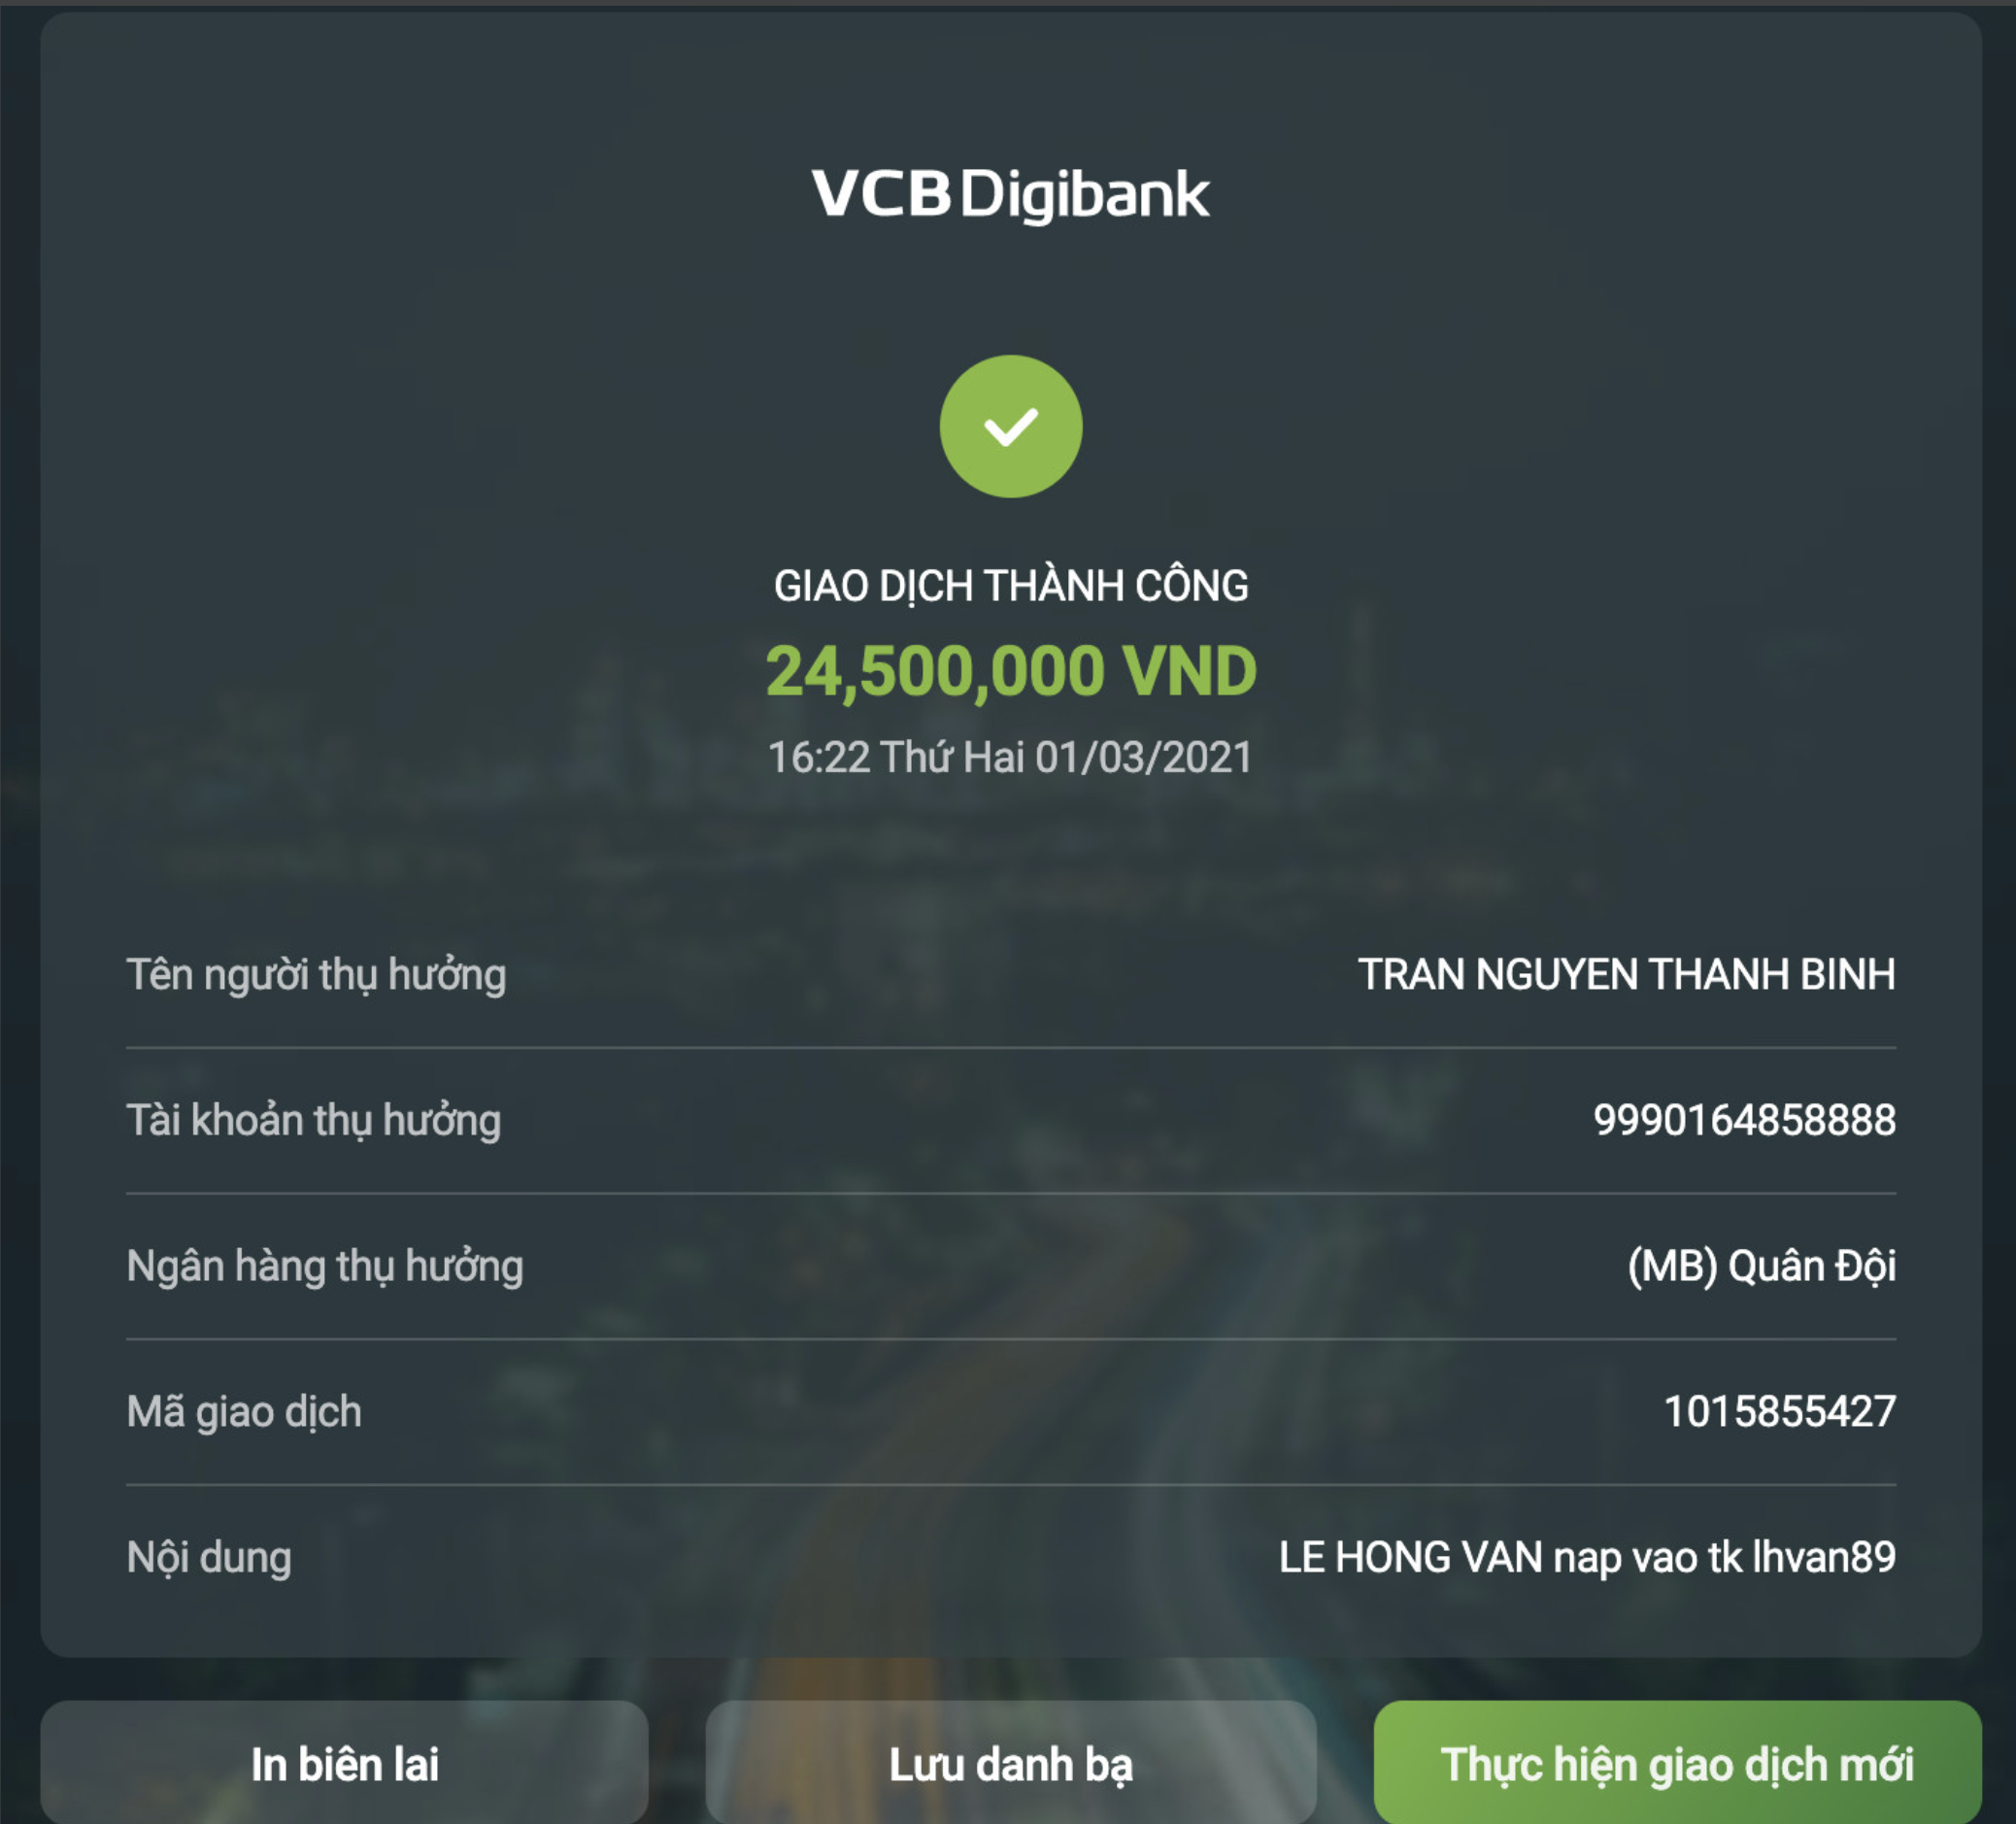 VCB Digibank
GIAO DỊCH THÀNH CÔNG
24,500,000 VND
16:22 Thứ Hai 01/03/2021
Tên người thụ hưởng TRAN NGUYEN THANH BINH
Tài khoản thụ hưởng 9990164858888
Ngân hàng thụ hưởng (MB) Quân Đội
Mã giao dịch 1015855427
Nội dung LE HONG VAN nap vao tk lhvan89
In biên lai Lưu danh bạ Thực hiện giao dịch mới